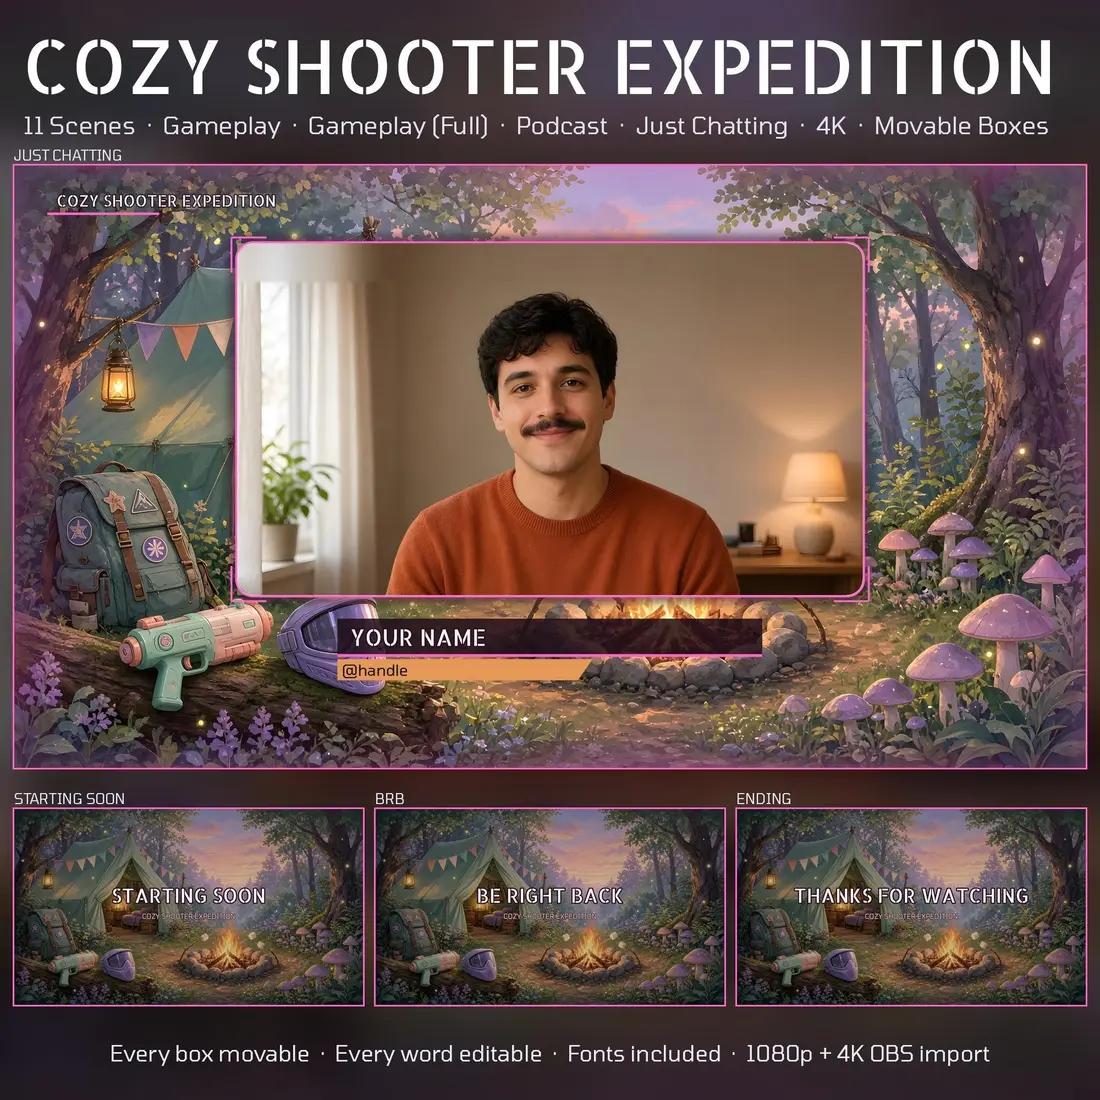 COZY SHOOTER EXPEDITION
11 Scenes · Gameplay · Gameplay (Full) · Podcast · Just Chatting · 4K · Movable Boxes
JUST CHATTING
COZY SHOOTER EXPEDITION
YOUR NAME
@handle
STARTING SOON
BRB
ENDING
STARTING SOON
COZY SHOOTER EXPEDITION
BE RIGHT BACK
COZY SHOOTER EXPEDITION
THANKS FOR WATCHING
COZY SHOOTER EXPEDITION
Every box movable · Every word editable · Fonts included · 1080p + 4K OBS import